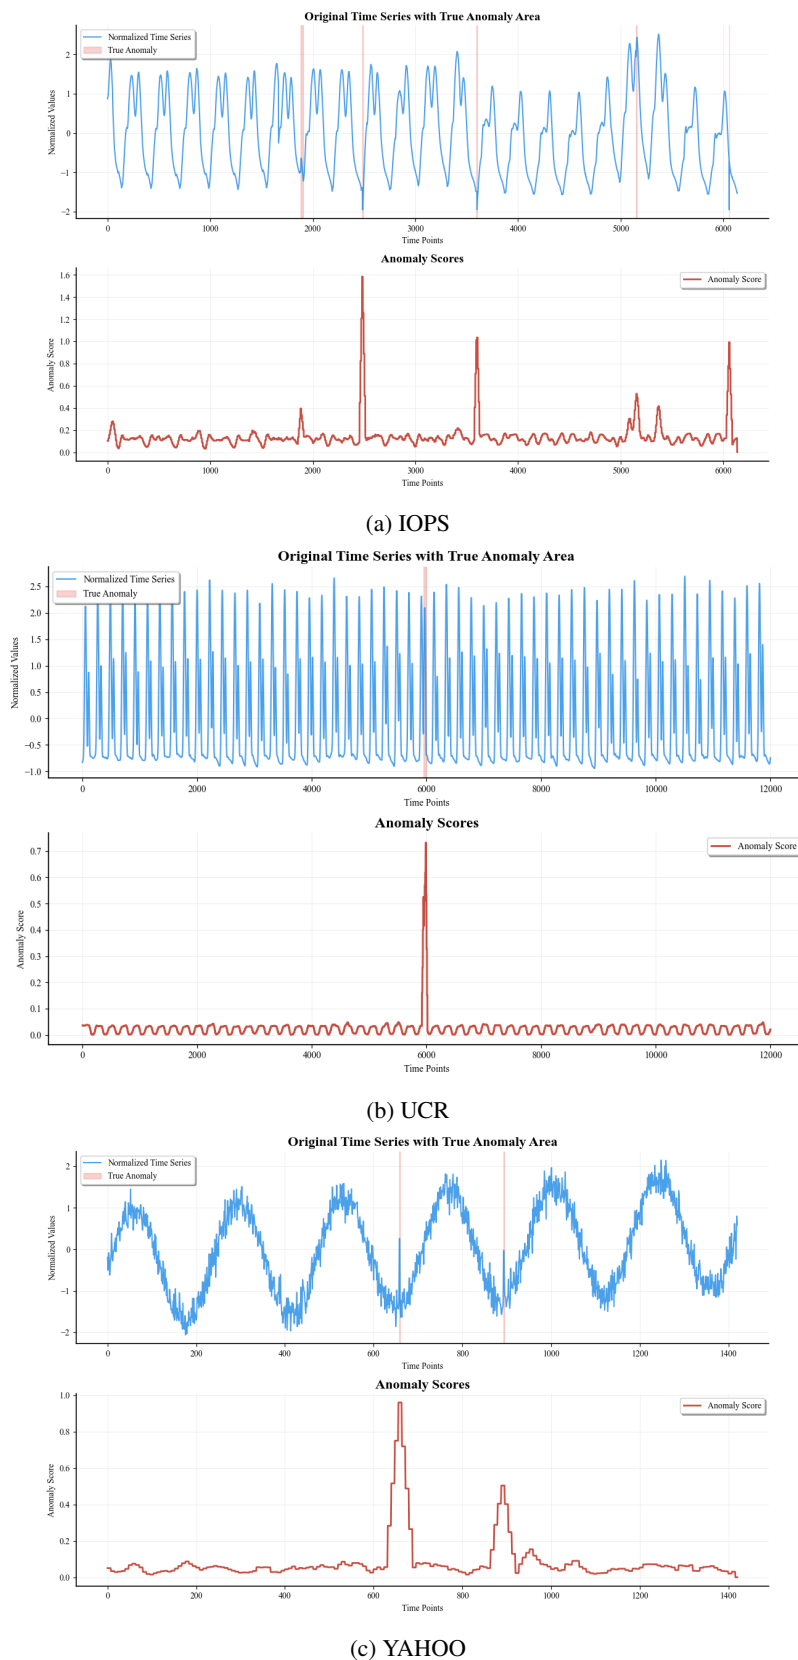 Original Time Series with True Anomaly Area
Normalized Time Series
True Anomaly
Normalized Values
2
1
0
−1
−2
0 1000 2000 3000 4000 5000 6000
Time Points
Anomaly Scores
Anomaly Score
Anomaly Score
1.6
1.4
1.2
1.0
0.8
0.6
0.4
0.2
0.0
0 1000 2000 3000 4000 5000 6000
Time Points
(a) IOPS
Original Time Series with True Anomaly Area
Normalized Time Series
True Anomaly
Normalized Values
2.5
2.0
1.5
1.0
0.5
0.0
−0.5
−1.0
0 2000 4000 6000 8000 10000 12000
Time Points
Anomaly Scores
Anomaly Score
Anomaly Score
0.7
0.6
0.5
0.4
0.3
0.2
0.1
0.0
0 2000 4000 6000 8000 10000 12000
Time Points
(b) UCR
Original Time Series with True Anomaly Area
Normalized Time Series
True Anomaly
Normalized Values
2
1
0
−1
−2
0 200 400 600 800 1000 1200 1400
Time Points
Anomaly Scores
Anomaly Score
Anomaly Score
1.0
0.8
0.6
0.4
0.2
0.0
0 200 400 600 800 1000 1200 1400
Time Points
(c) YAHOO